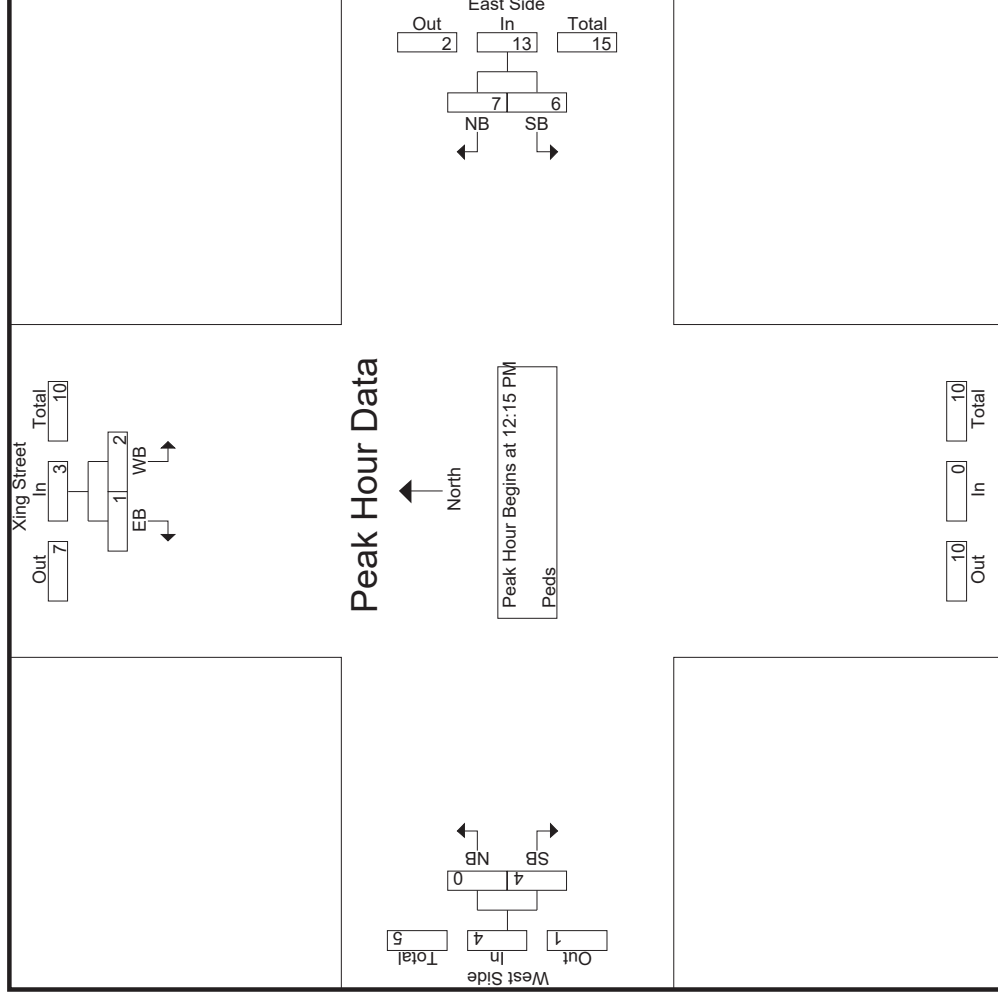 East Side
Out In Total
2 13 15
7 6
NB SB
Xing Street
Out In Total
7 3 10
1 2
EB WB
Peak Hour Data
North
Peak Hour Begins at 12:15 PM
Peds
West Side
Out In Total
1 4 5
4 0
SB NB
10 0 10
Out In Total